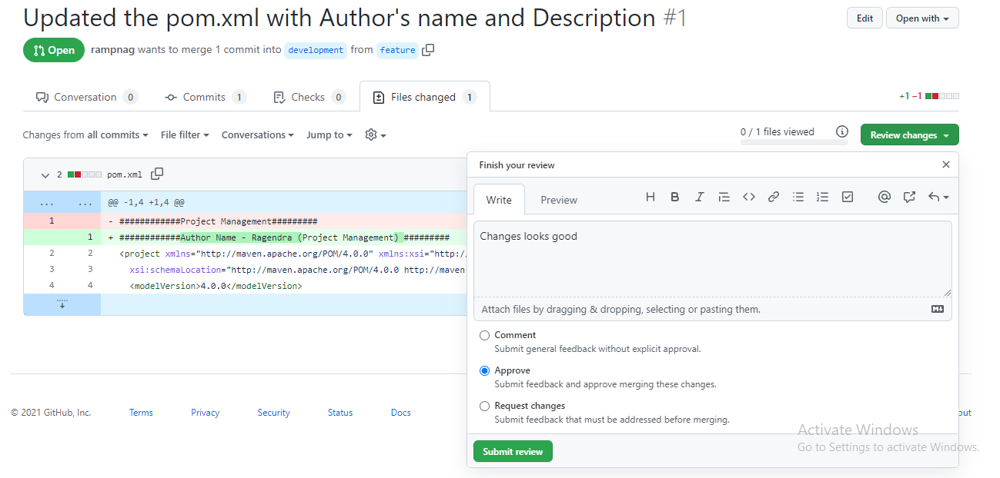 Updated the pom.xml with Author's name and Description #1
Edit
Open with
Open
rampnag wants to merge 1 commit into development from feature
Conversation 0
Commits 1
Checks 0
Files changed 1
+1 −1
Changes from all commits
File filter
Conversations
Jump to
0 / 1 files viewed
Review changes
2 pom.xml
... ... @@ -1,4 +1,4 @@
1 - ############Project Management#########
1 + ############Author Name - Ragendra (Project Management) #########
2 2 <project xmlns="http://maven.apache.org/POM/4.0.0" xmlns:xsi="http:/
3 3 xsi:schemaLocation="http://maven.apache.org/POM/4.0.0 http://maven
4 4 <modelVersion>4.0.0</modelVersion>
Finish your review
Write
Preview
Changes looks good
Attach files by dragging & dropping, selecting or pasting them.
Comment
Submit general feedback without explicit approval.
Approve
Submit feedback and approve merging these changes.
Request changes
Submit feedback that must be addressed before merging.
Submit review
© 2021 GitHub, Inc.
Terms
Privacy
Security
Status
Docs
out
Activate Windows
Go to Settings to activate Windows.